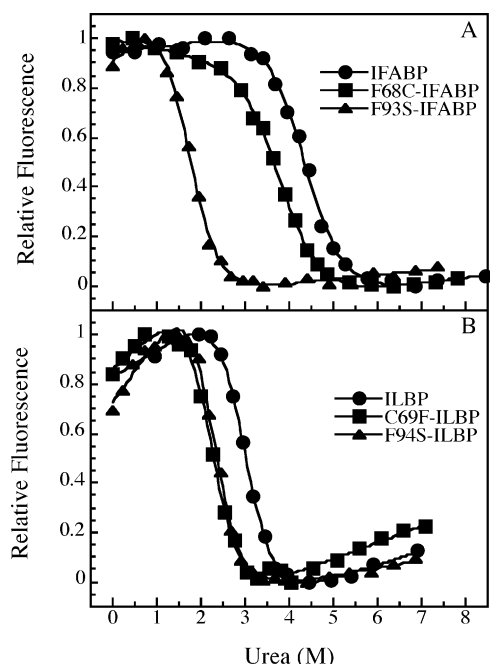 A
1
0.8
0.6
0.4
0.2
0
Relative Fluorescence
IFABP
F68C-IFABP
F93S-IFABP
B
1
0.8
0.6
0.4
0.2
0
Relative Fluorescence
ILBP
C69F-ILBP
F94S-ILBP
0 1 2 3 4 5 6 7 8
Urea (M)